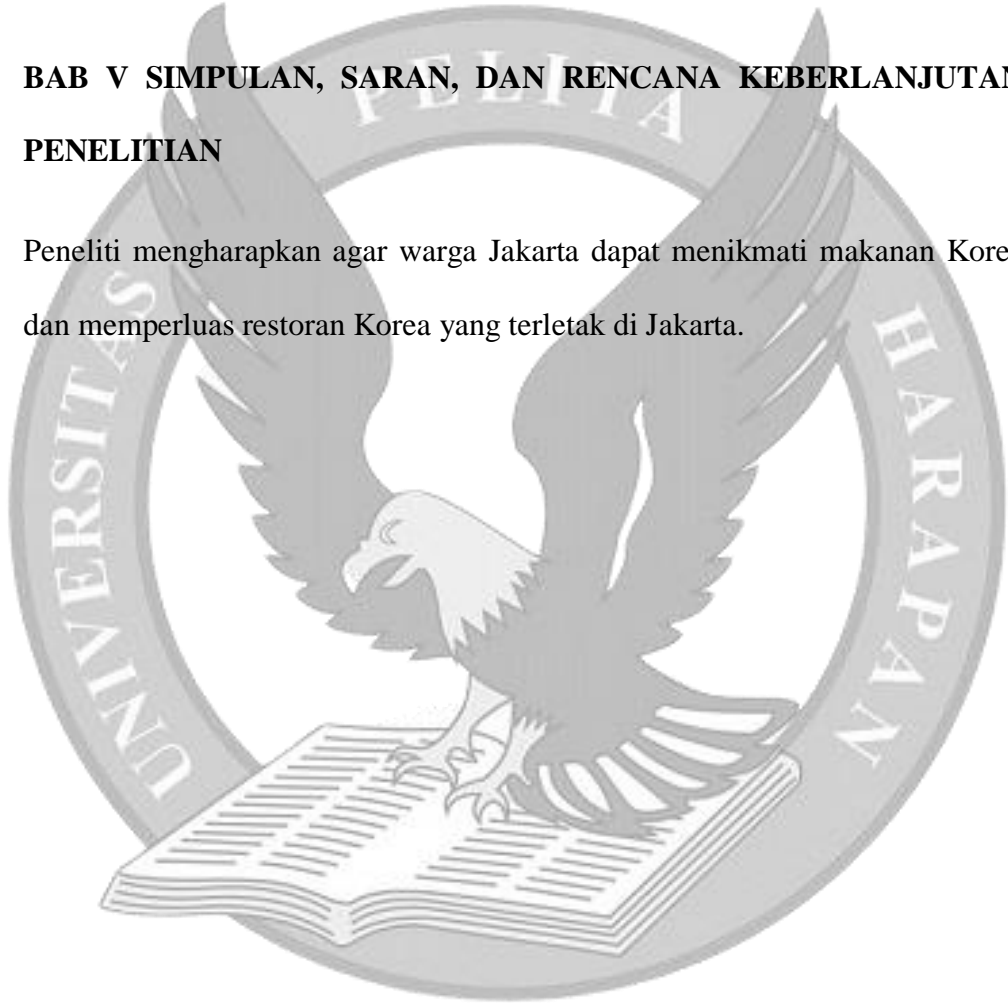 BAB V SIMPULAN, SARAN, DAN RENCANA KEBERLANJUTAN
PENELITIAN
Peneliti mengharapkan agar warga Jakarta dapat menikmati makanan Kore
dan memperluas restoran Korea yang terletak di Jakarta.
UNIVERSITAS PELITA HARAPAN